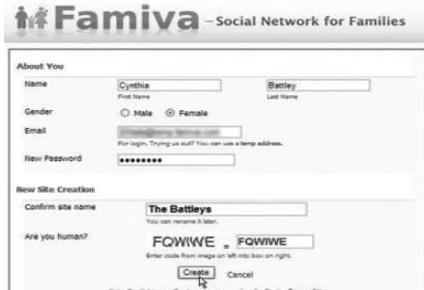 Famiva – Social Network for Families
About You
Name Cynthia Battley
First Name Last Name
Gender Male Female
Email
For login. Trying us out? You can use a temp address.
New Password ••••••••
New Site Creation
Confirm site name The Battleys
You can rename it later.
Are you human? FQWIWE = FQWIWE
Enter code from image on left into box on right.
Create Cancel